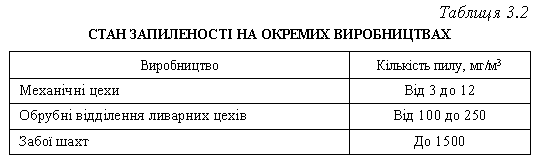 Таблиця 3.2
СТАН ЗАПИЛЕНОСТІ НА ОКРЕМИХ ВИРОБНИЦТВАХ
Виробництво Кількість пилу, мг/м³
Механічні цехи Від 3 до 12
Обрубні відділення ливарних цехів Від 100 до 250
Забої шахт До 1500